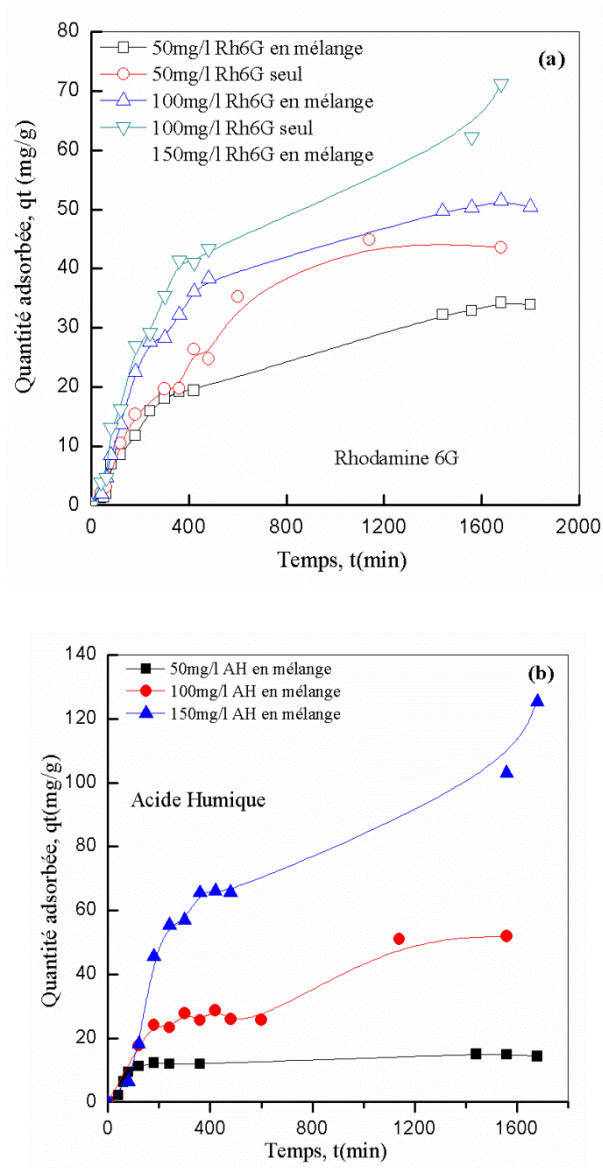 80
70
60
50
40
30
20
10
0
Quantité adsorbée, qt (mg/g)
50mg/l Rh6G en mélange
50mg/l Rh6G seul
100mg/l Rh6G en mélange
100mg/l Rh6G seul
150mg/l Rh6G en mélange
(a)
Rhodamine 6G
0 400 800 1200 1600 2000
Temps, t(min)
140
120
100
80
60
40
20
0
Quantité adsorbée, qt(mg/g)
50mg/l AH en mélange
100mg/l AH en mélange
150mg/l AH en mélange
(b)
Acide Humique
0 400 800 1200 1600
Temps, t(min)